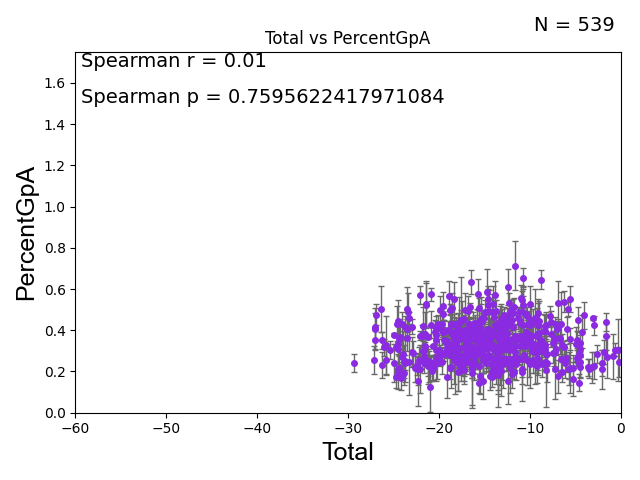 N = 539
Total vs PercentGpA
Spearman r = 0.01
Spearman p = 0.7595622417971084
PercentGpA
1.6
1.4
1.2
1.0
0.8
0.6
0.4
0.2
0.0
−60 −50 −40 −30 −20 −10 0
Total